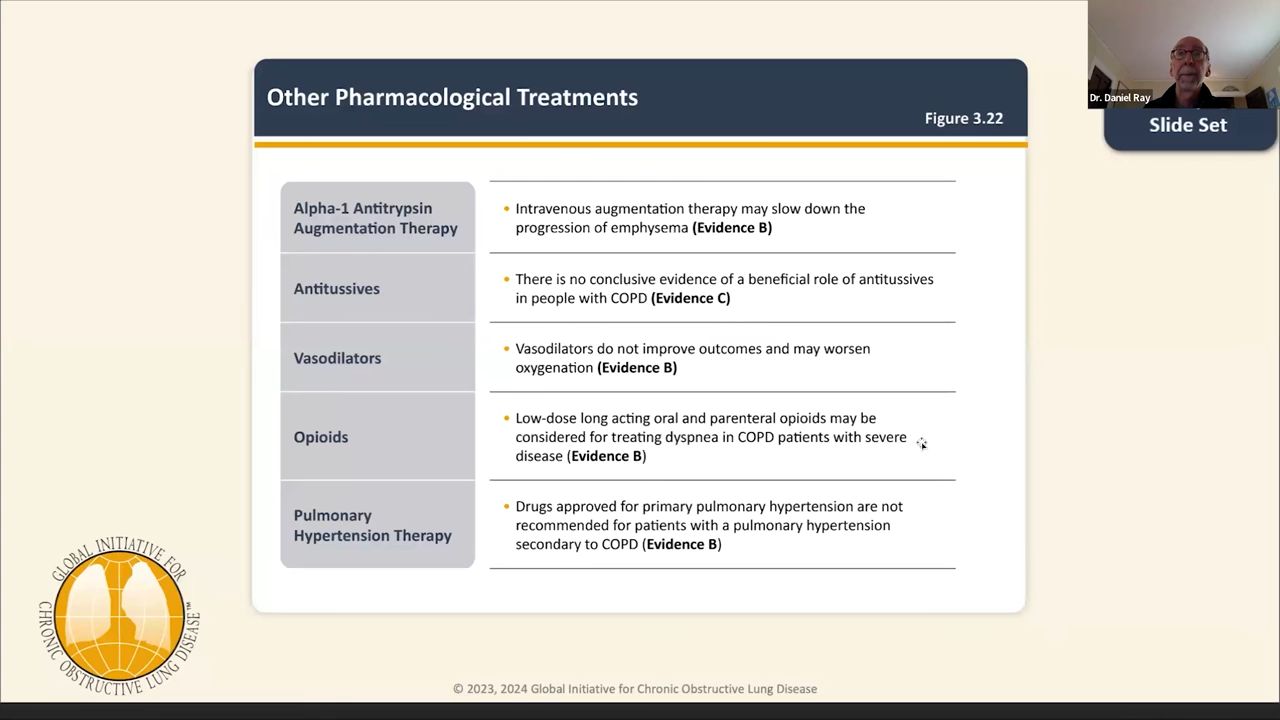 Other Pharmacological Treatments
Figure 3.22
Dr. Daniel Ray
Slide Set
Alpha-1 Antitrypsin
Augmentation Therapy
• Intravenous augmentation therapy may slow down the
progression of emphysema (Evidence B)
Antitussives
• There is no conclusive evidence of a beneficial role of antitussives
in people with COPD (Evidence C)
Vasodilators
• Vasodilators do not improve outcomes and may worsen
oxygenation (Evidence B)
Opioids
• Low-dose long acting oral and parenteral opioids may be
considered for treating dyspnea in COPD patients with severe
disease (Evidence B)
Pulmonary
Hypertension Therapy
• Drugs approved for primary pulmonary hypertension are not
recommended for patients with a pulmonary hypertension
secondary to COPD (Evidence B)
GLOBAL INITIATIVE FOR
CHRONIC OBSTRUCTIVE LUNG DISEASE™
© 2023, 2024 Global Initiative for Chronic Obstructive Lung Disease